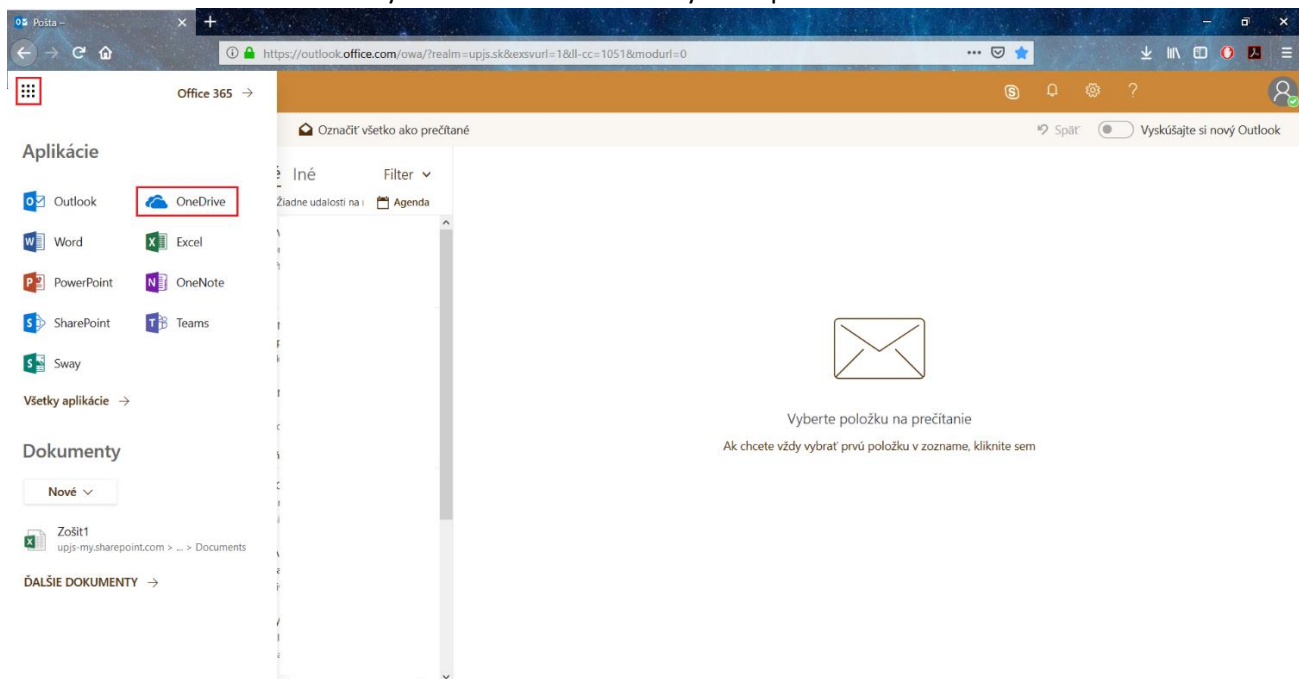 Pošta –
https://outlook.office.com/owa/?realm=upjs.sk&exsvurl=1&ll-cc=1051&modurl=0
Office 365 →
Označiť všetko ako prečítané
Späť
Vyskúšajte si nový Outlook
Aplikácie
Iné
Filter
Žiadne udalosti na
Agenda
Outlook
OneDrive
Word
Excel
PowerPoint
OneNote
SharePoint
Teams
Sway
Všetky aplikácie →
Dokumenty
Nové
Zošit1
upjs-my.sharepoint.com > ... > Documents
ĎALŠIE DOKUMENTY →
Vyberte položku na prečítanie
Ak chcete vždy vybrať prvú položku v zozname, kliknite sem